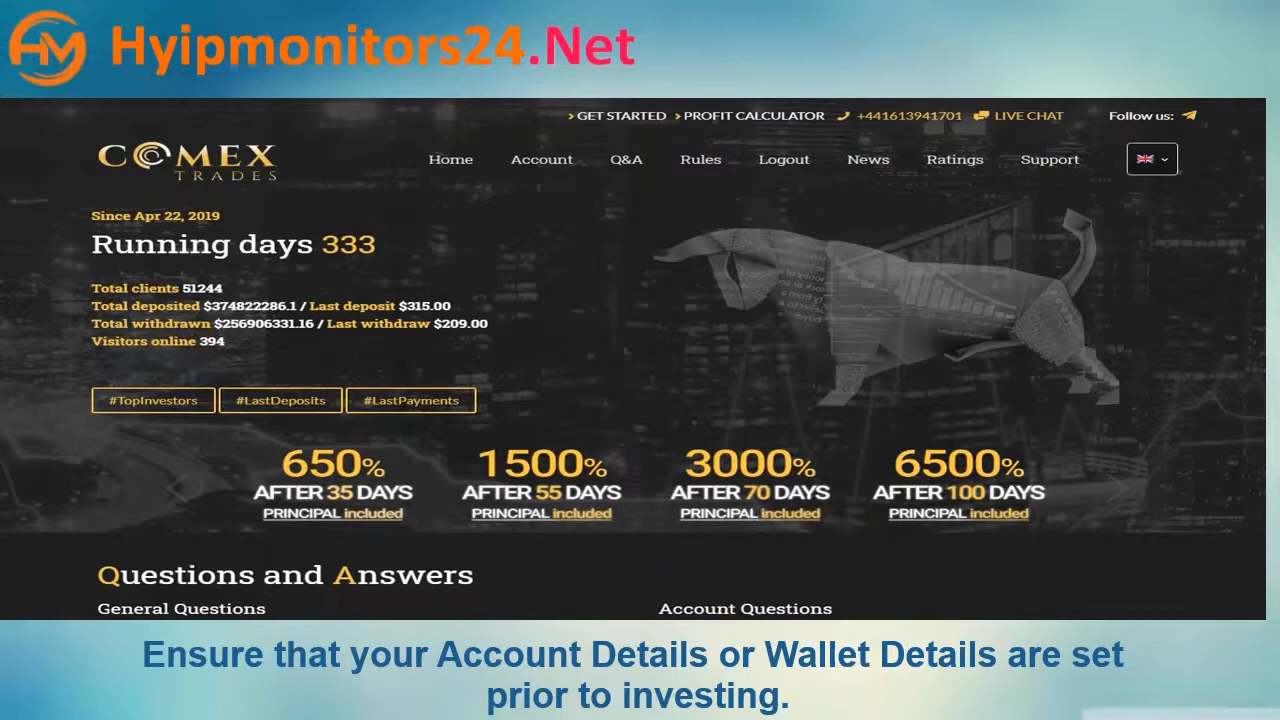 HM Hyipmonitors24.Net
› GET STARTED › PROFIT CALCULATOR +441613941701 LIVE CHAT Follow us:
COMEX
TRADES
Home Account Q&A Rules Logout News Ratings Support
Since Apr 22, 2019
Running days 333
Total clients 51244
Total deposited $374822286.1 / Last deposit $315.00
Total withdrawn $256906331.16 / Last withdraw $209.00
Visitors online 394
#TopInvestors #LastDeposits #LastPayments
650% 1500% 3000% 6500%
AFTER 35 DAYS AFTER 55 DAYS AFTER 70 DAYS AFTER 100 DAYS
PRINCIPAL included PRINCIPAL included PRINCIPAL included PRINCIPAL included
Questions and Answers
General Questions Account Questions
Ensure that your Account Details or Wallet Details are set
prior to investing.